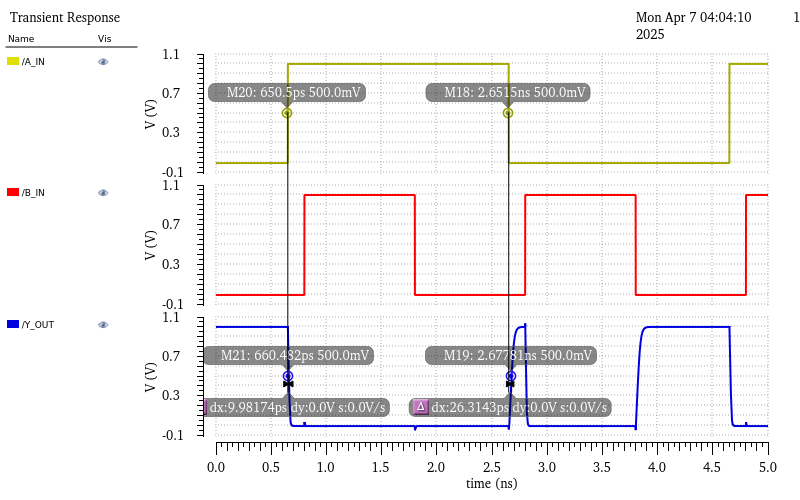 Transient Response
Mon Apr 7 04:04:10 1
2025
Name Vis
/A_IN
1.1
0.7
0.3
-0.1
V (V)
M20: 650.5ps 500.0mV
M18: 2.6515ns 500.0mV
/B_IN
1.1
0.7
0.3
-0.1
V (V)
/Y_OUT
1.1
0.7
0.3
-0.1
V (V)
M21: 660.482ps 500.0mV
M19: 2.67781ns 500.0mV
dx:9.98174ps dy:0.0V s:0.0V/s
Δ dx:26.3143ps dy:0.0V s:0.0V/s
0.0 0.5 1.0 1.5 2.0 2.5 3.0 3.5 4.0 4.5 5.0
time (ns)